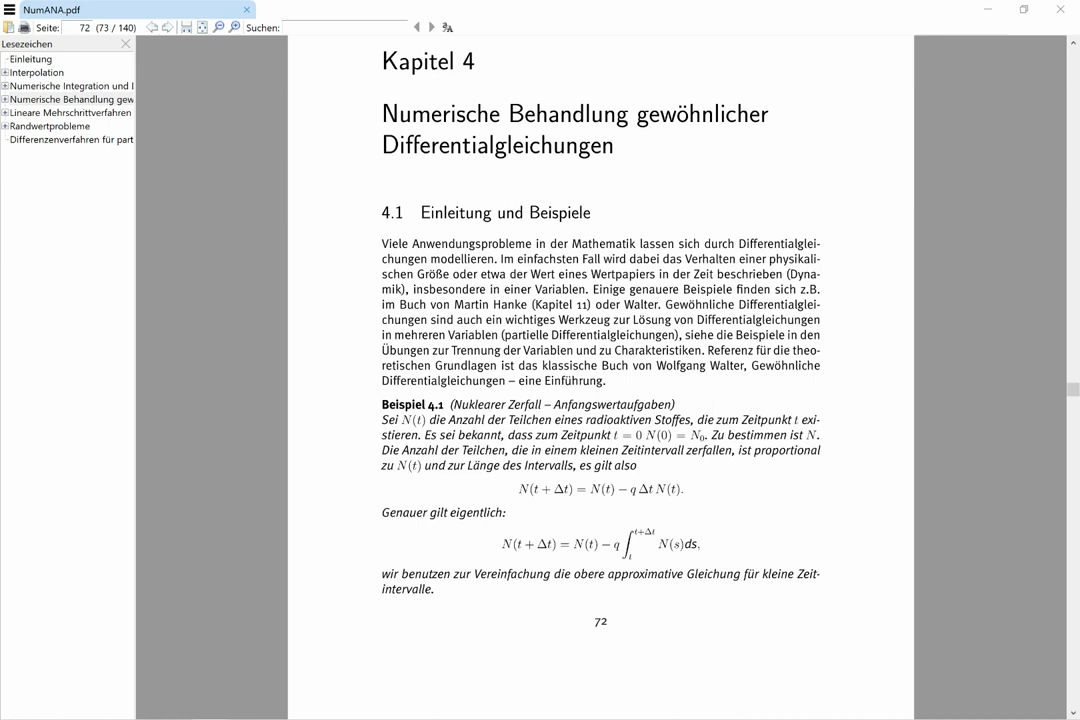 NumANA.pdf
Seite: 72 (73 / 140) Suchen:
Lesezeichen
Einleitung
Interpolation
Numerische Integration und I
Numerische Behandlung gew
Lineare Mehrschrittverfahren
Randwertprobleme
Differenzenverfahren für part
Kapitel 4
Numerische Behandlung gewöhnlicher
Differentialgleichungen
4.1 Einleitung und Beispiele
Viele Anwendungsprobleme in der Mathematik lassen sich durch Differentialglei-
chungen modellieren. Im einfachsten Fall wird dabei das Verhalten einer physikali-
schen Größe oder etwa der Wert eines Wertpapiers in der Zeit beschrieben (Dyna-
mik), insbesondere in einer Variablen. Einige genauere Beispiele finden sich z.B.
im Buch von Martin Hanke (Kapitel 11) oder Walter. Gewöhnliche Differentialglei-
chungen sind auch ein wichtiges Werkzeug zur Lösung von Differentialgleichungen
in mehreren Variablen (partielle Differentialgleichungen), siehe die Beispiele in den
Übungen zur Trennung der Variablen und zu Charakteristiken. Referenz für die theo-
retischen Grundlagen ist das klassische Buch von Wolfgang Walter, Gewöhnliche
Differentialgleichungen – eine Einführung.
Beispiel 4.1 (Nuklearer Zerfall – Anfangswertaufgaben)
Sei N(t) die Anzahl der Teilchen eines radioaktiven Stoffes, die zum Zeitpunkt t exi-
stieren. Es sei bekannt, dass zum Zeitpunkt t = 0 N(0) = N₀. Zu bestimmen ist N.
Die Anzahl der Teilchen, die in einem kleinen Zeitintervall zerfallen, ist proportional
zu N(t) und zur Länge des Intervalls, es gilt also
N(t + Δt) = N(t) − q Δt N(t).
Genauer gilt eigentlich:
N(t + Δt) = N(t) − q ∫ₜᵗ⁺ᐃᵗ N(s)ds,
wir benutzen zur Vereinfachung die obere approximative Gleichung für kleine Zeit-
intervalle.
72